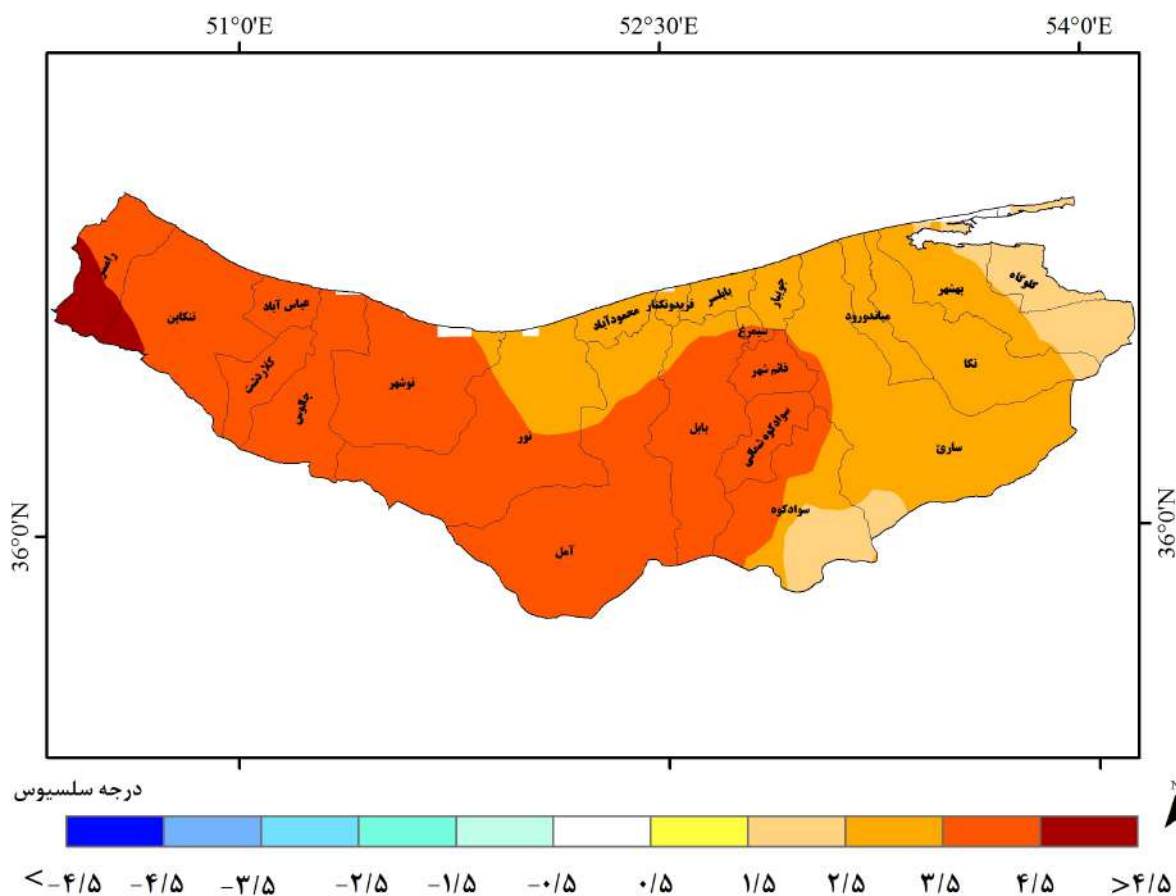 51°0'E 52°30'E 54°0'E
رامسر
تنکابن
عباس آباد
کلاردشت
چالوس
نوشهر
نور
آمل
محمودآباد
فریدونکنار
بابلسر
جویبار
سیمرغ
قائم شهر
بابل
سوادکوه شمالی
سوادکوه
میاندورود
بهشهر
گلوگاه
نکا
ساری
36°0'N 36°0'N
درجه سلسیوس
N
< -۴/۵ -۴/۵ -۳/۵ -۲/۵ -۱/۵ -۰/۵ ۰/۵ ۱/۵ ۲/۵ ۳/۵ ۴/۵ >۴/۵